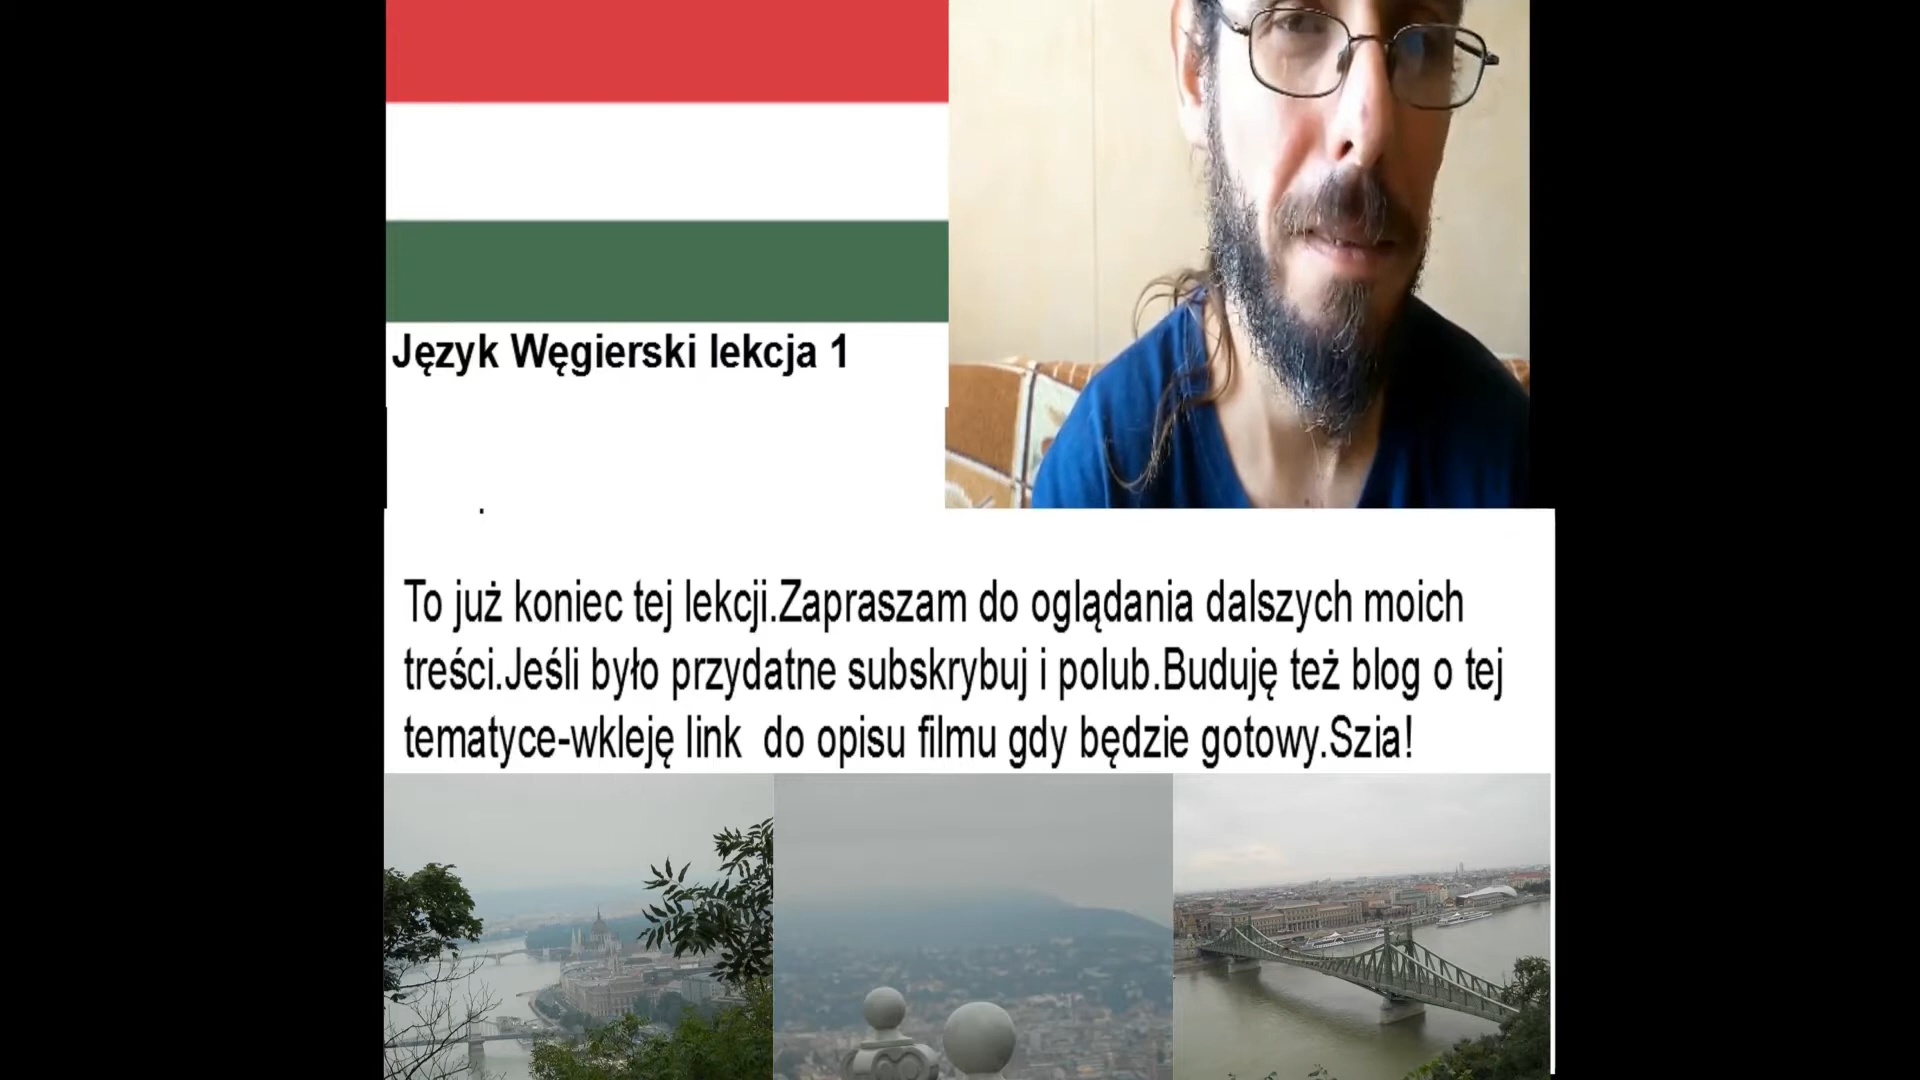 Język Węgierski lekcja 1
To już koniec tej lekcji.Zapraszam do oglądania dalszych moich
treści.Jeśli było przydatne subskrybuj i polub.Buduję też blog o tej
tematyce-wkleję link  do opisu filmu gdy będzie gotowy.Szia!